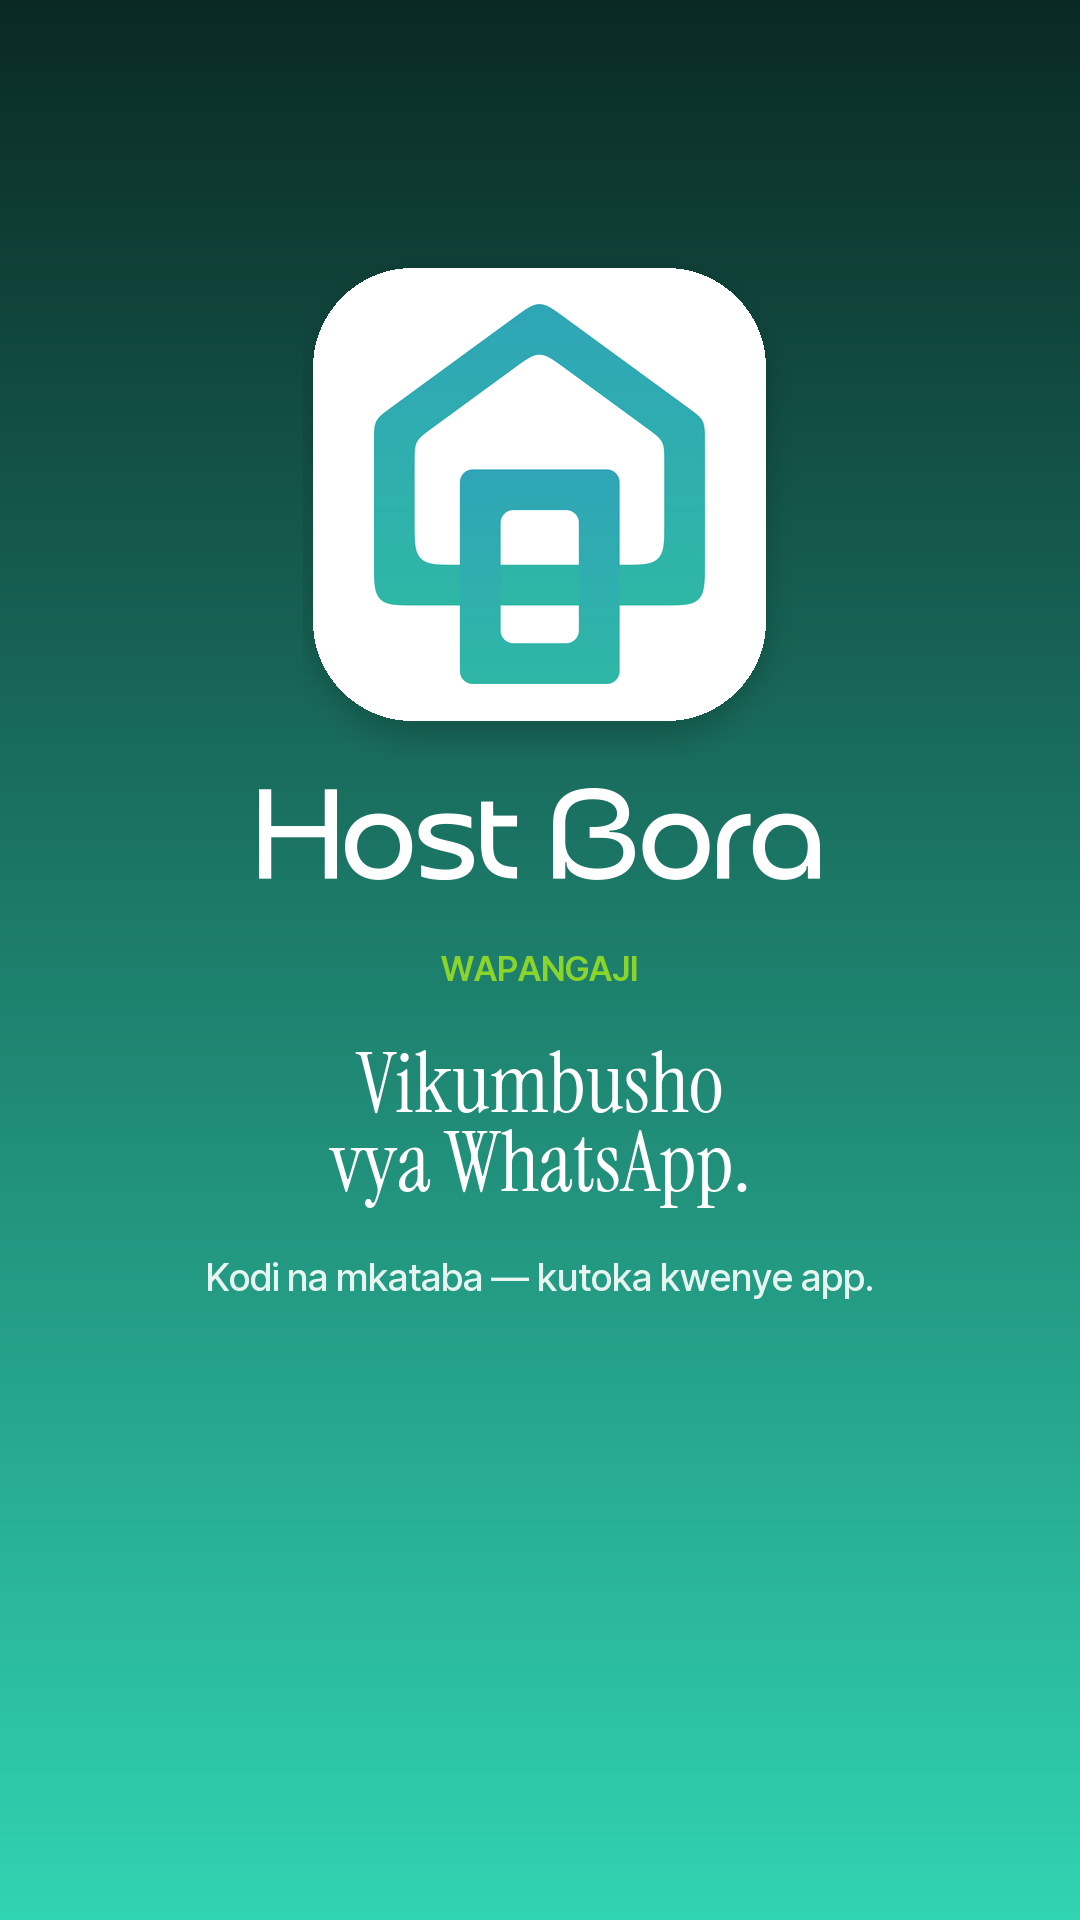 Host Bora
WAPANGAJI
Vikumbusho
vya WhatsApp.
Kodi na mkataba — kutoka kwenye app.